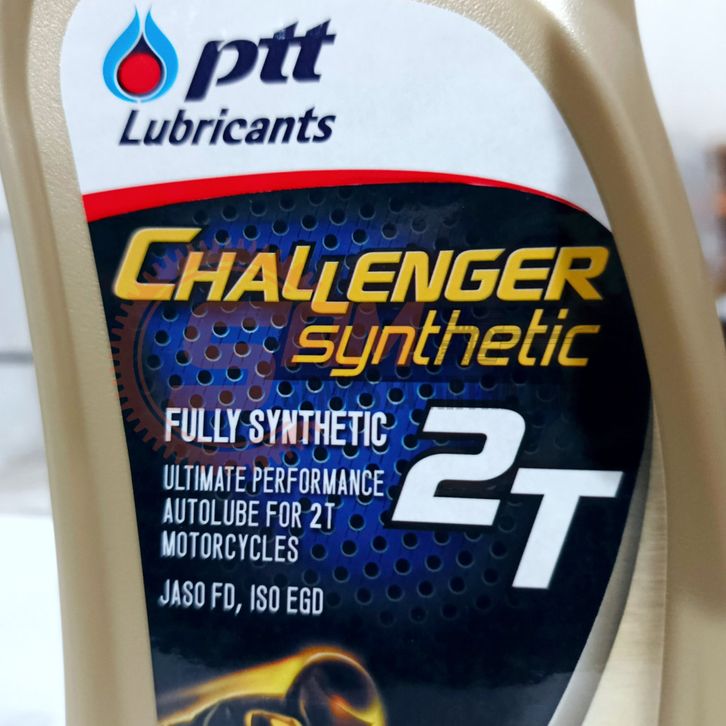 ptt
Lubricants
CHALLENGER
synthetic
FULLY SYNTHETIC
2T
ULTIMATE PERFORMANCE
AUTOLUBE FOR 2T
MOTORCYCLES
JASO FD, ISO EGD